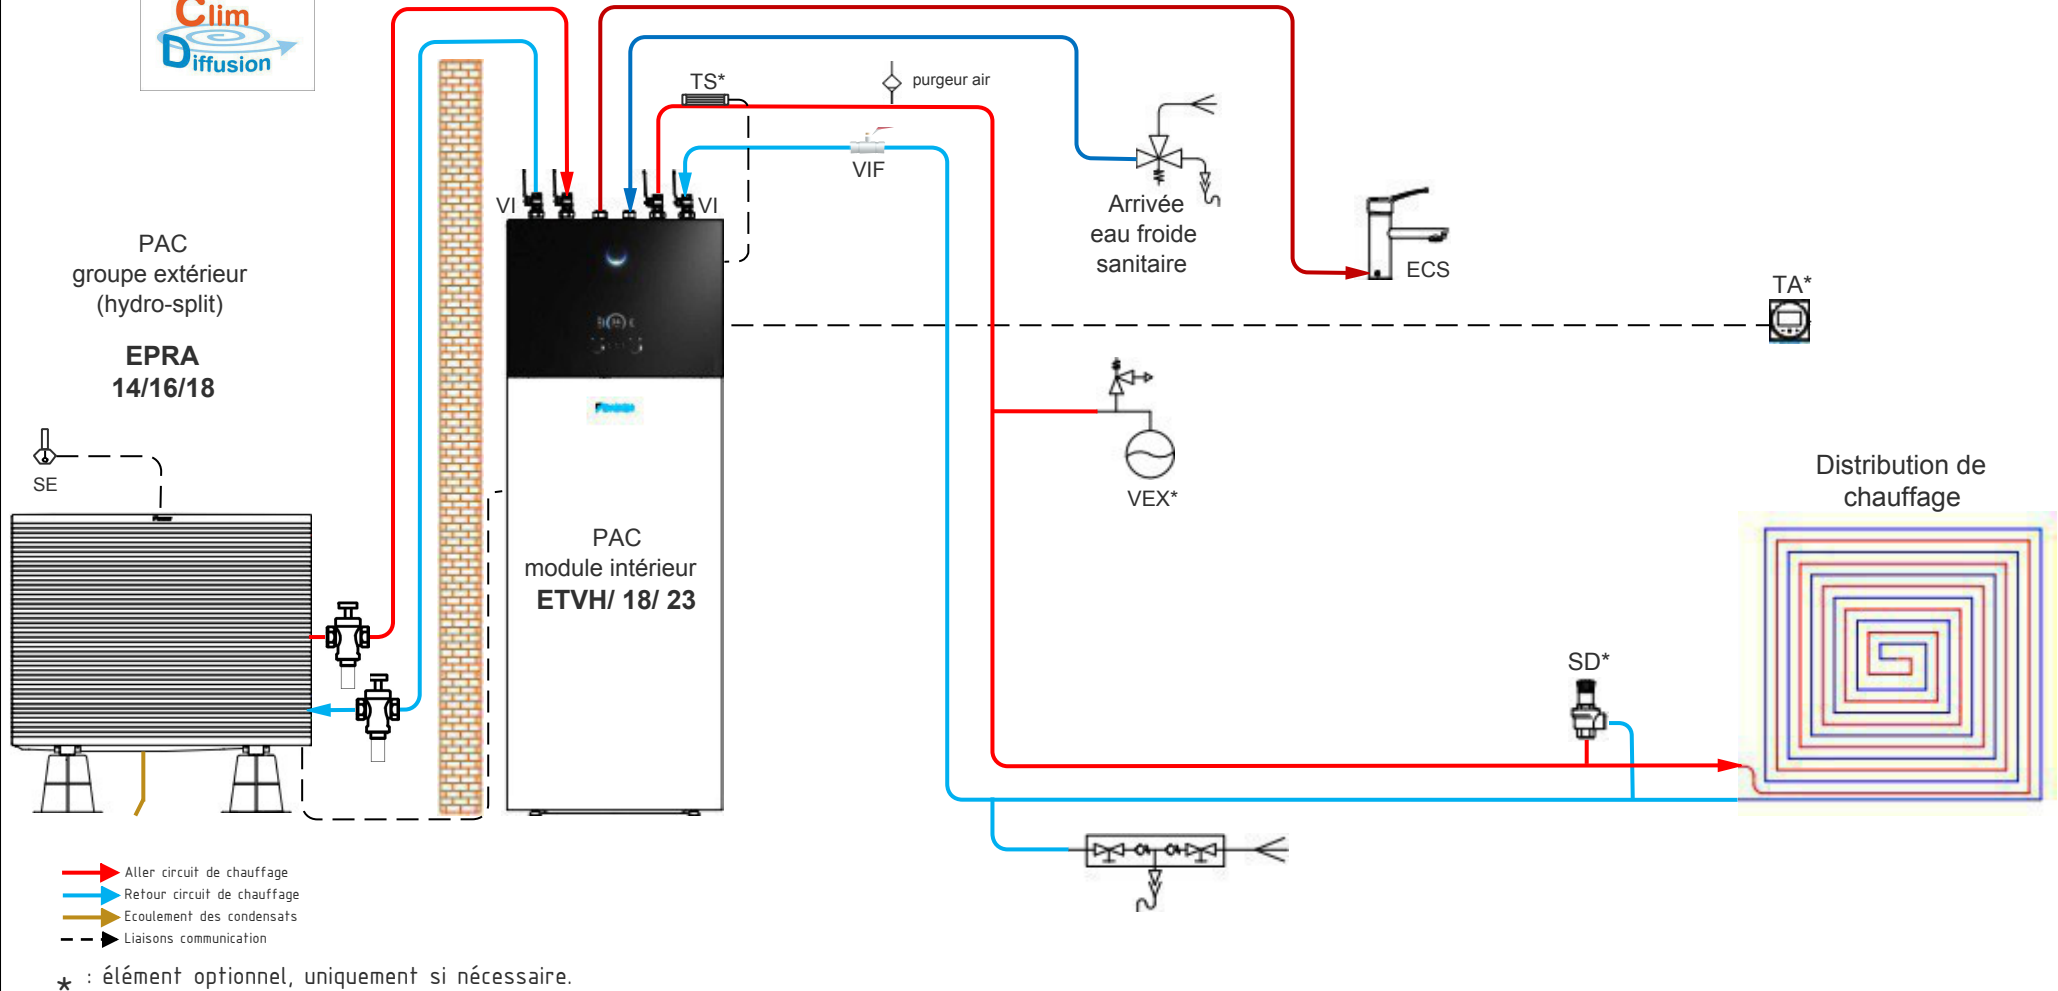 Clim
Diffusion
TS*
purgeur air
VIF
VI
VI
Arrivée
eau froide
sanitaire
ECS
TA*
PAC
groupe extérieur
(hydro-split)
EPRA
14/16/18
SE
VEX*
PAC
module intérieur
ETVH/ 18/ 23
Distribution de
chauffage
SD*
Aller circuit de chauffage
Retour circuit de chauffage
Ecoulement des condensats
Liaisons communication
* : élément optionnel, uniquement si nécessaire.